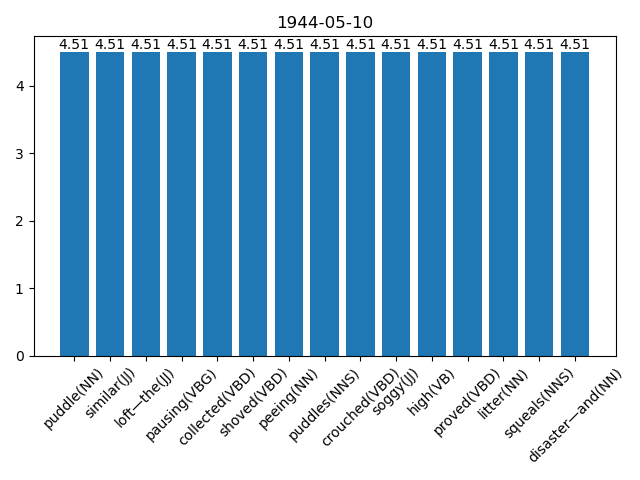 1944-05-10
4.51 4.51 4.51 4.51 4.51 4.51 4.51 4.51 4.51 4.51 4.51 4.51 4.51 4.51 4.51
4
3
2
1
0
puddle(NN)
similar(JJ)
loft—the(JJ)
pausing(VBG)
collected(VBD)
shoved(VBD)
peeing(NN)
puddles(NNS)
crouched(VBD)
soggy(JJ)
high(VB)
proved(VBD)
litter(NN)
squeals(NNS)
disaster—and(NN)